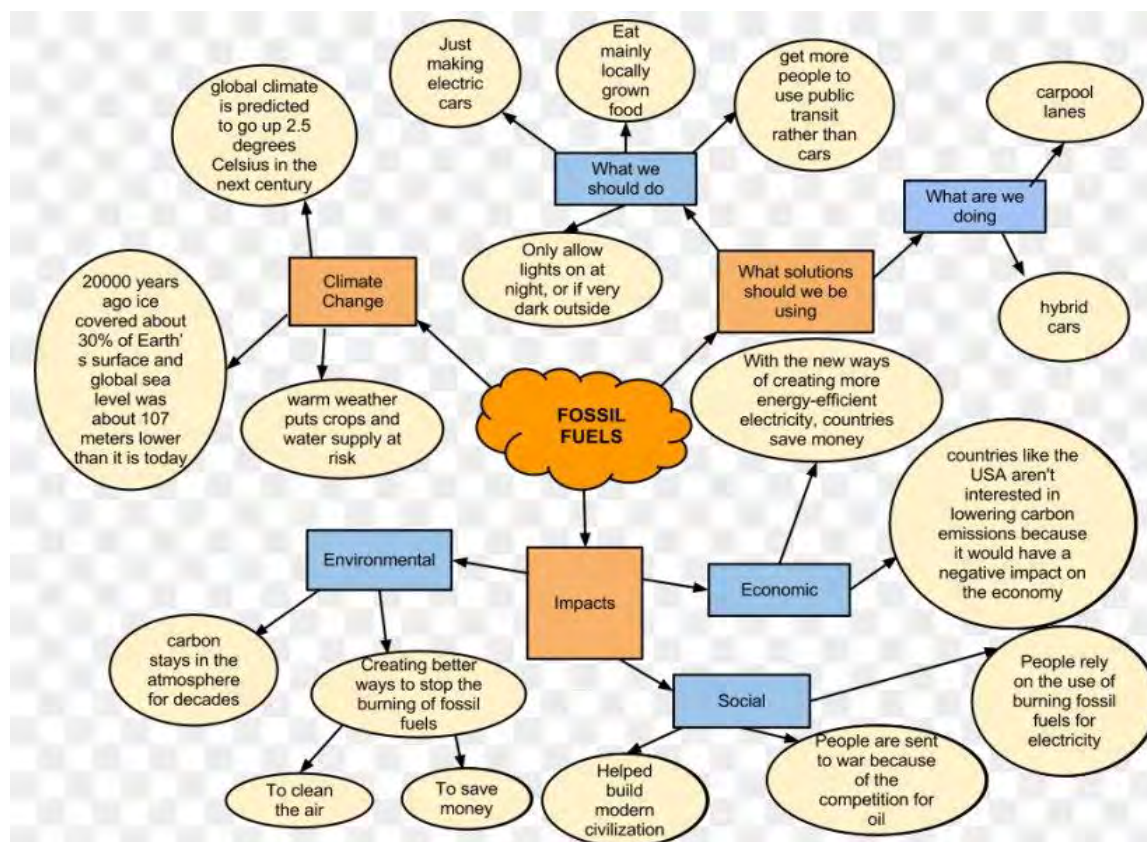 Just
making
electric
cars
Eat
mainly
locally
grown
food
get more
people to
use public
transit
rather than
cars
carpool
lanes
global climate
is predicted
to go up 2.5
degrees
Celsius in the
next century
What we
should do
What are we
doing
Only allow
lights on at
night, or if very
dark outside
What solutions
should we be
using
Climate
Change
hybrid
cars
20000 years
ago ice
covered about
30% of Earth'
s surface and
global sea
level was
about 107
meters lower
than it is today
warm weather
puts crops and
water supply at
risk
FOSSIL
FUELS
With the new ways
of creating more
energy-efficient
electricity, countries
save money
countries like the
USA aren't
interested in
lowering carbon
emissions because
it would have a
negative impact on
the economy
Environmental
Impacts
Economic
carbon
stays in the
atmosphere
for decades
Creating better
ways to stop the
burning of fossil
fuels
Social
People rely
on the use of
burning fossil
fuels for
electricity
To clean
the air
To save
money
Helped
build
modern
civilization
People are sent
to war because
of the
competition for
oil